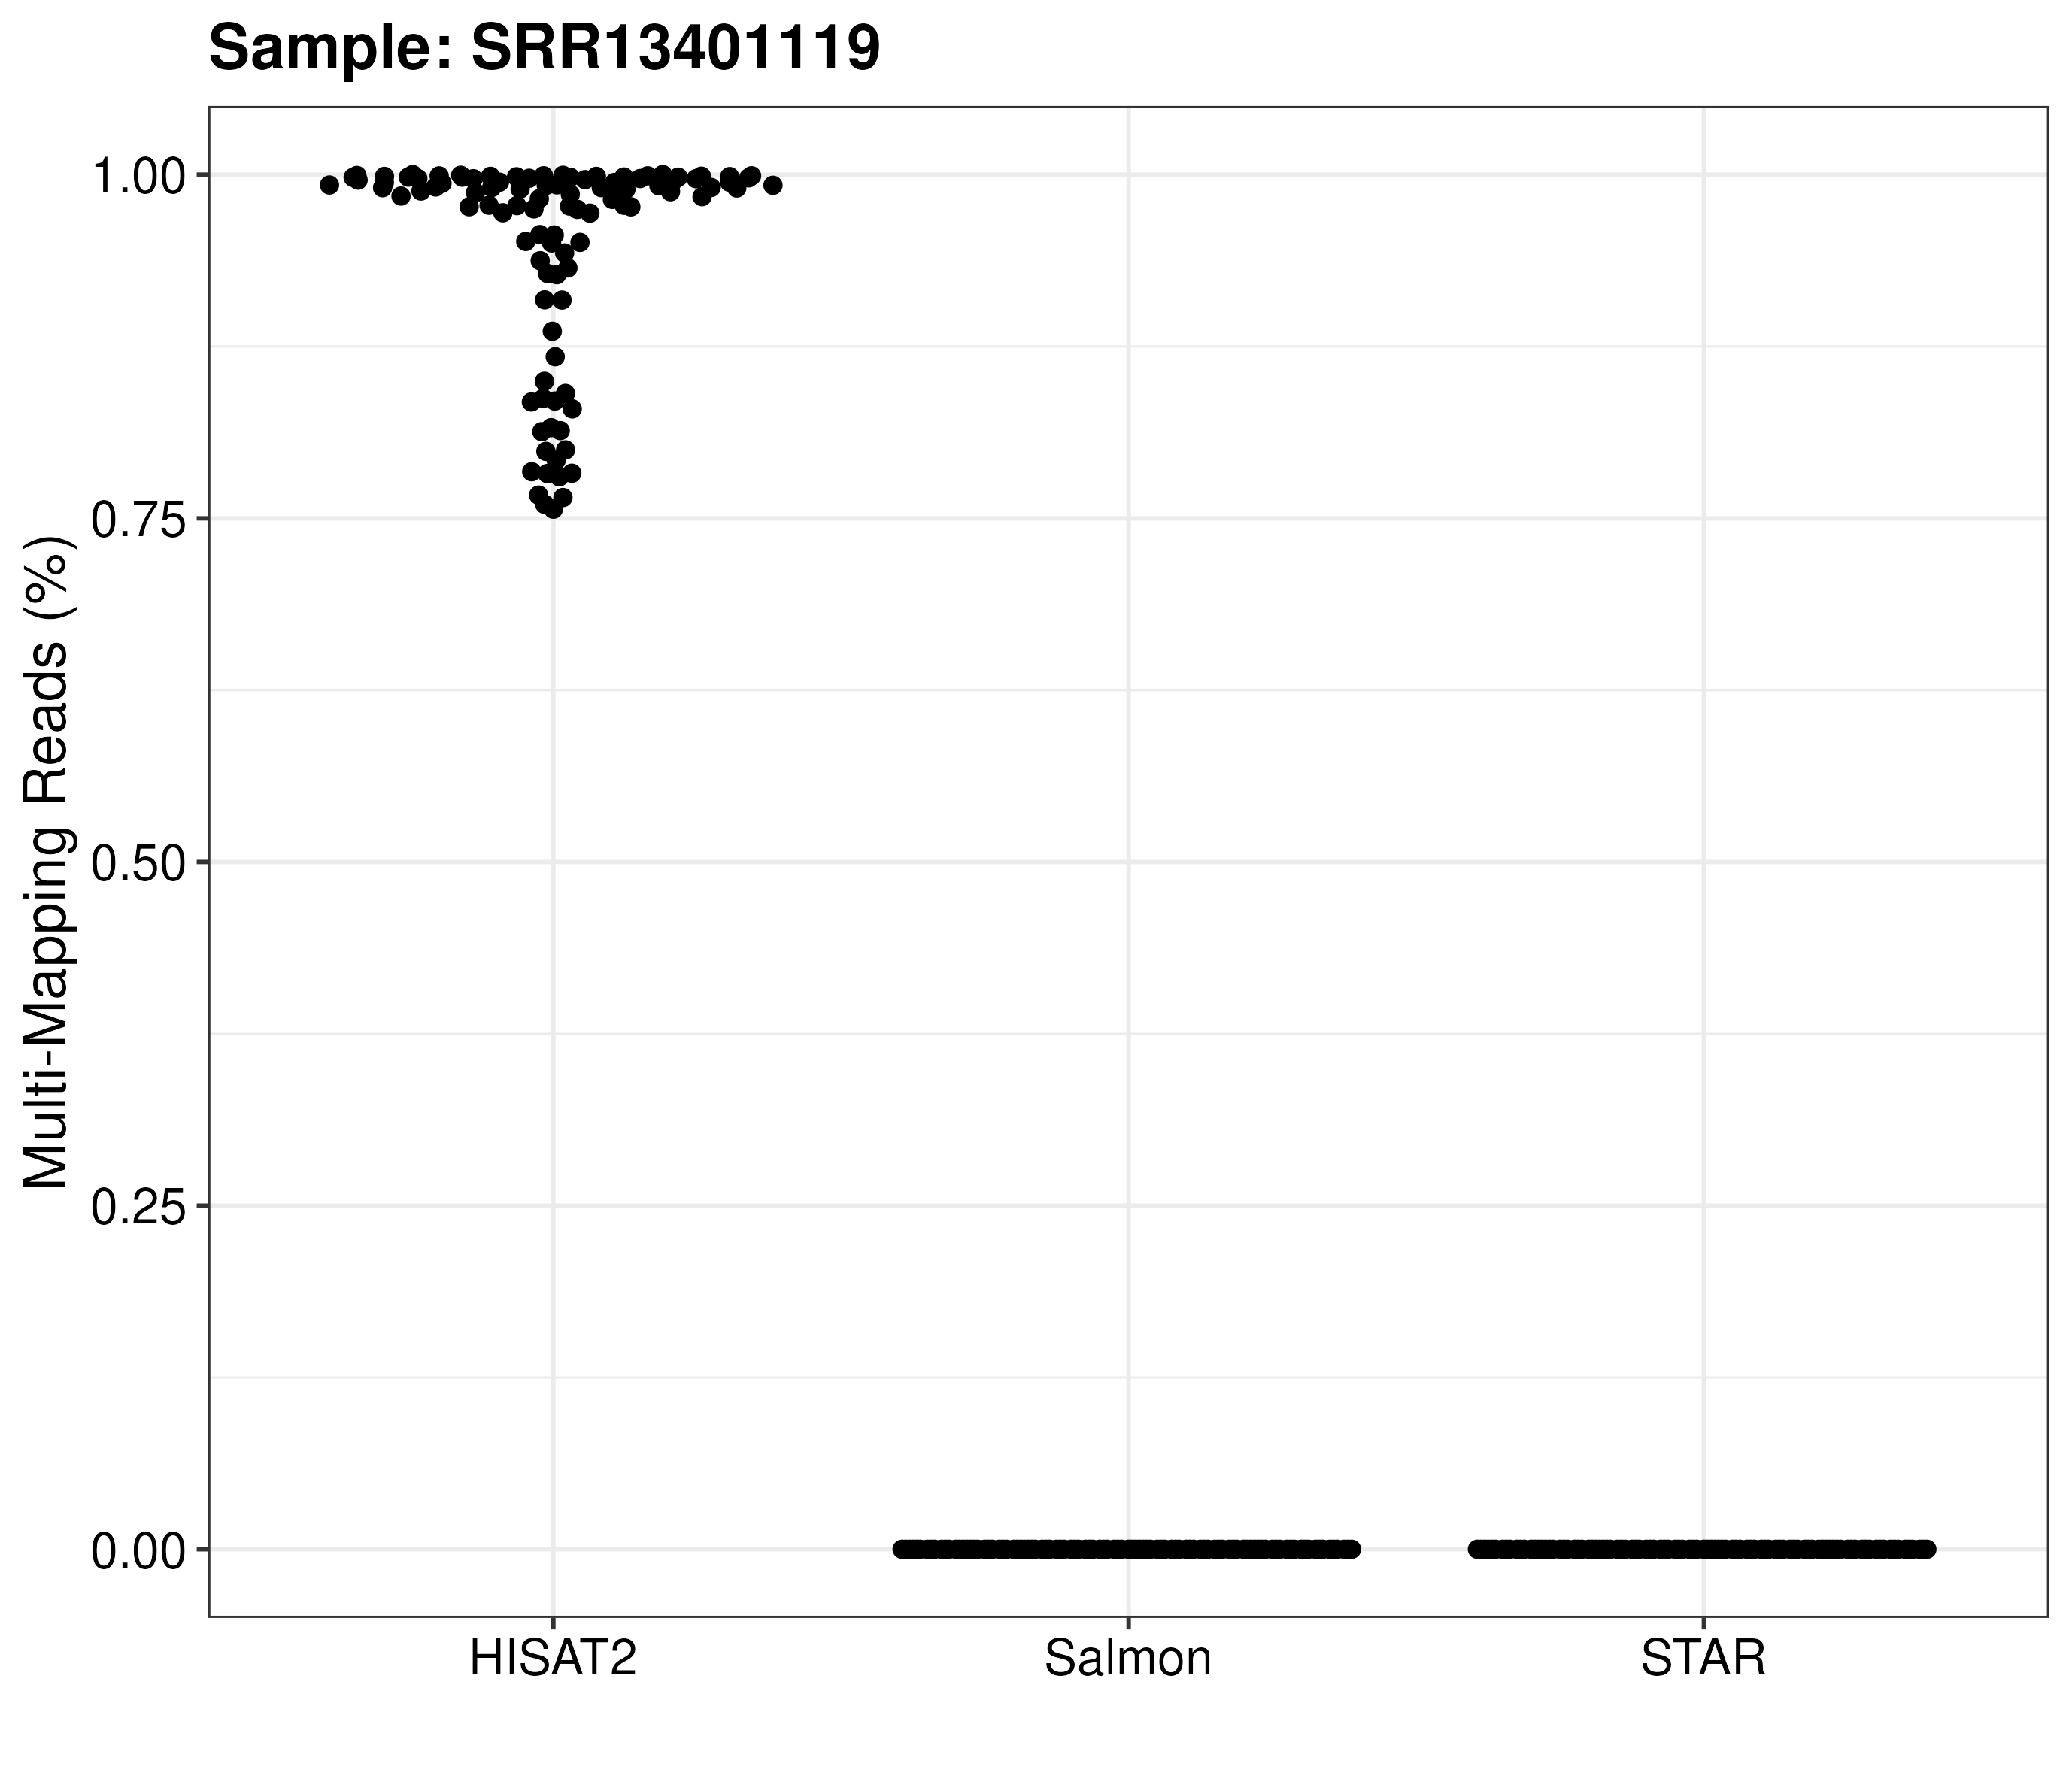 Sample: SRR13401119
Multi-Mapping Reads (%)
1.00
0.75
0.50
0.25
0.00
HISAT2
Salmon
STAR